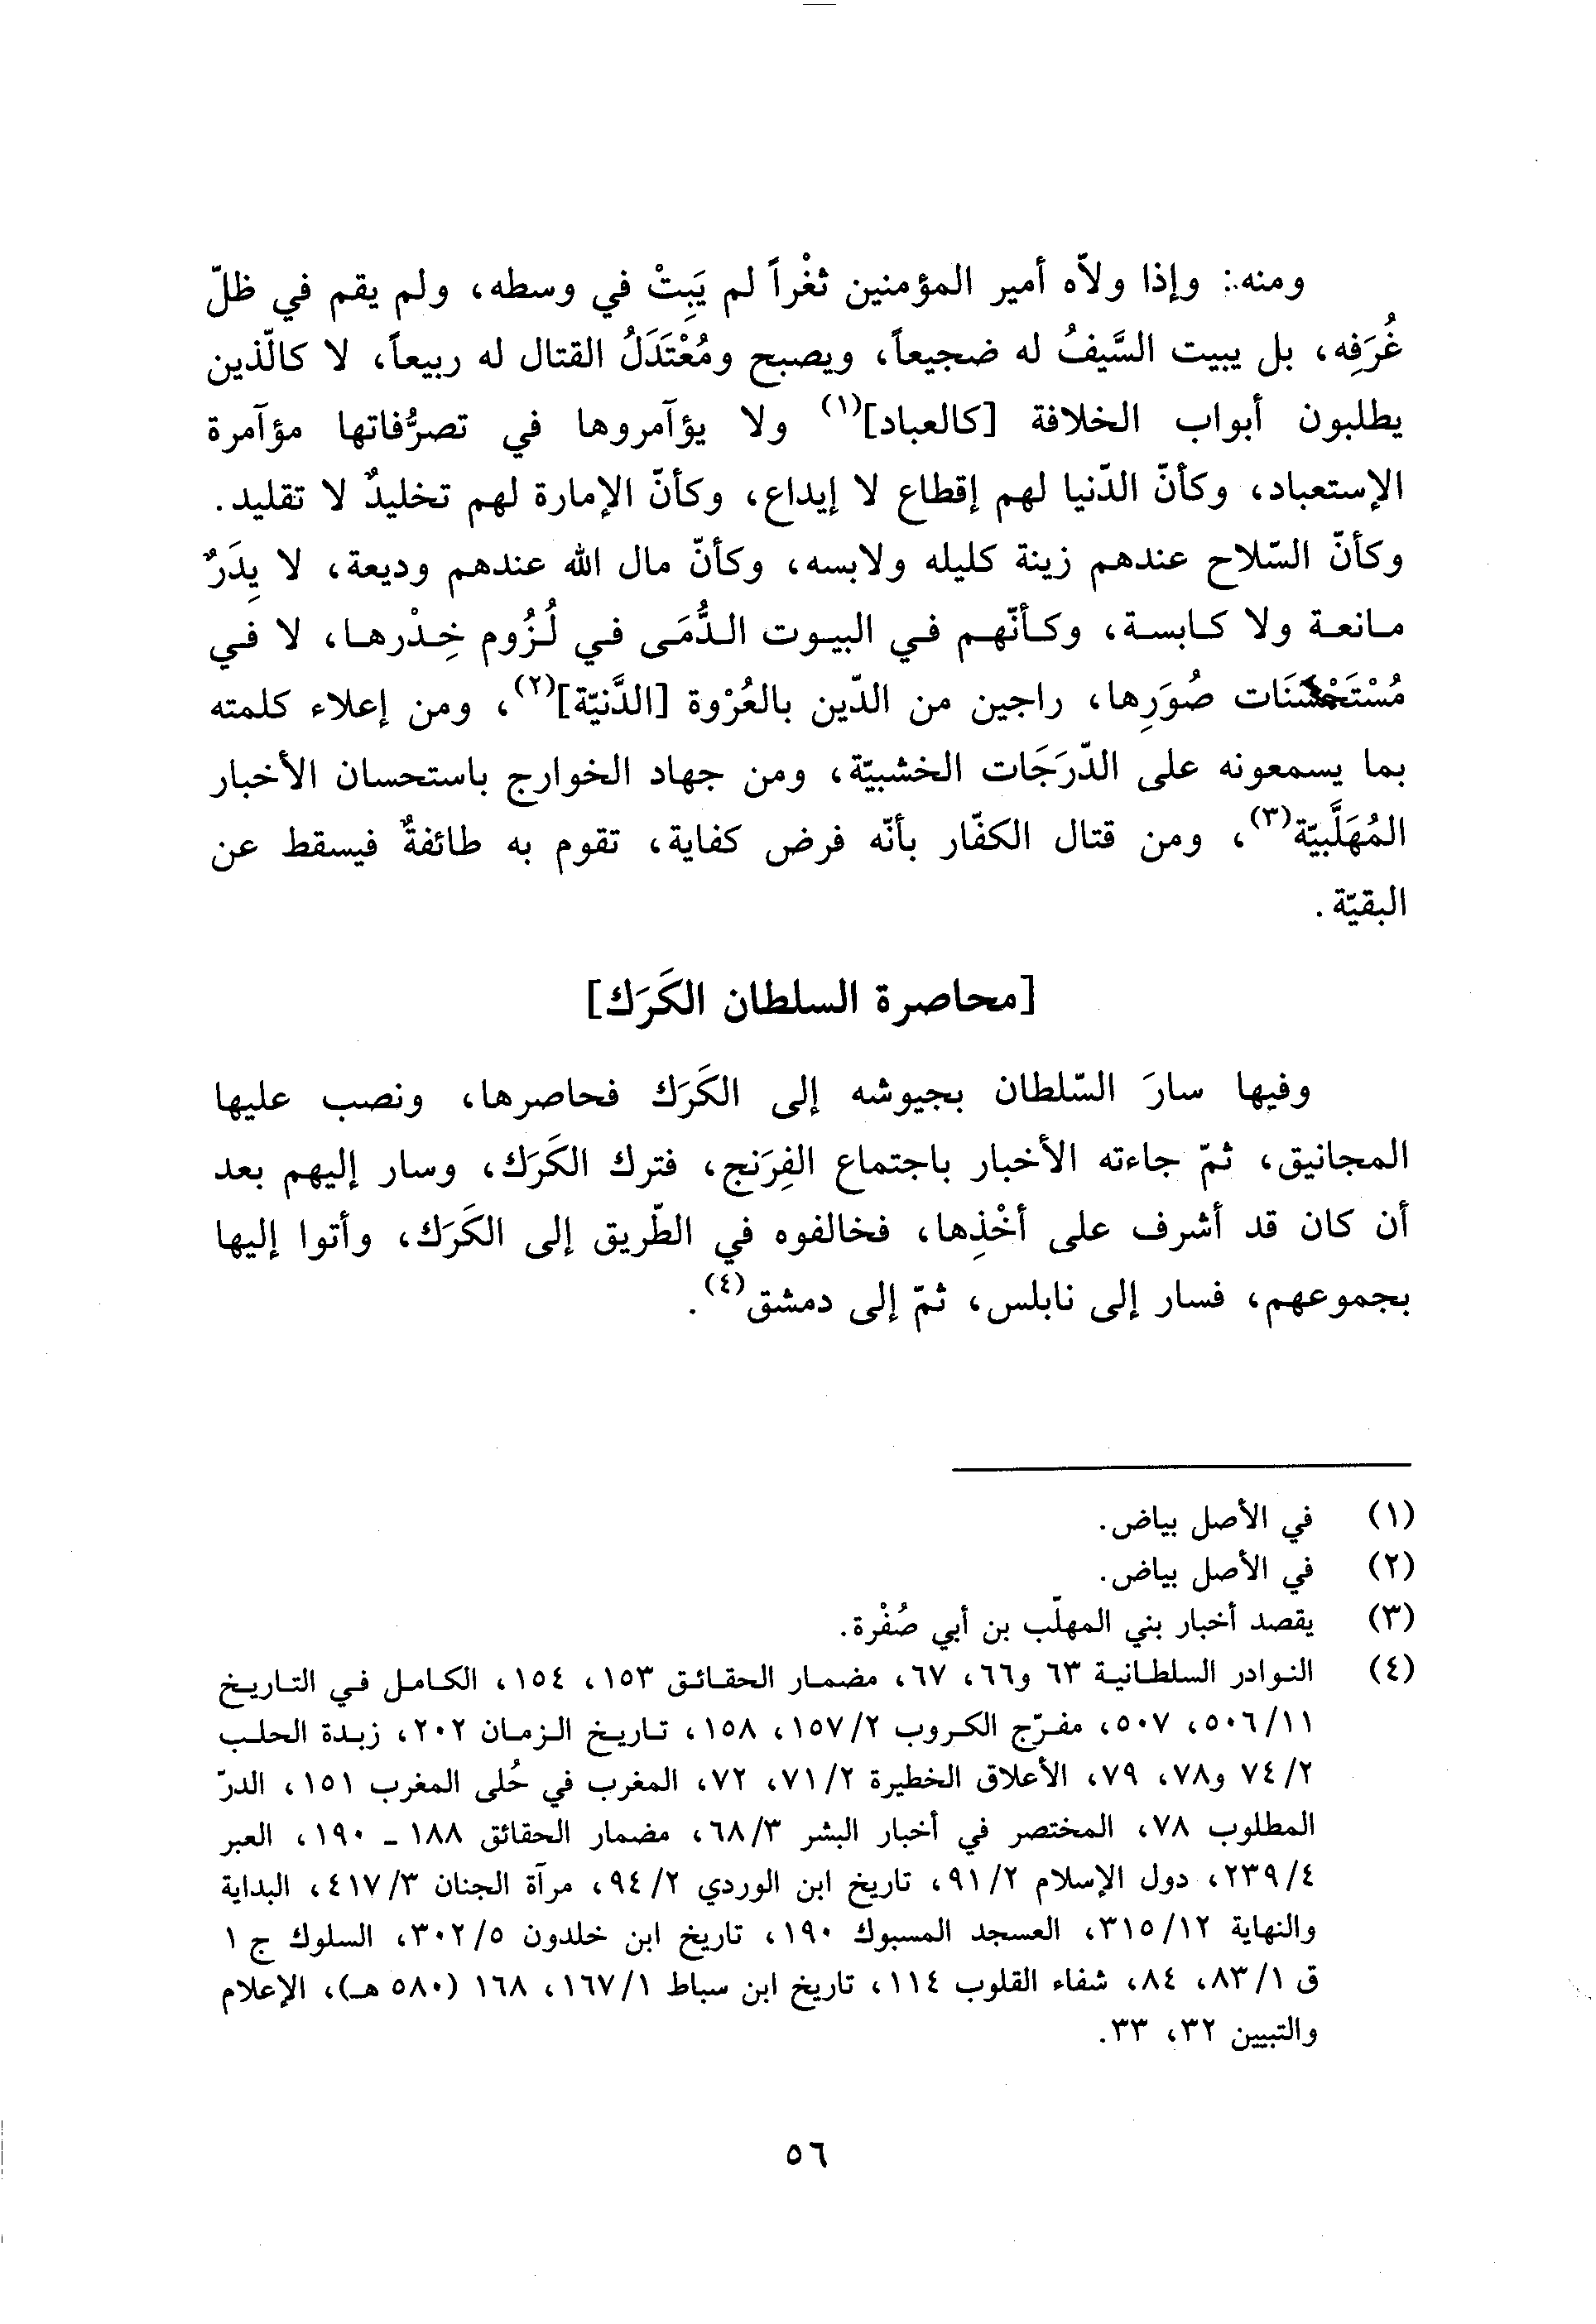 ومنه: وإذا ولاّه أمير المؤمنين ثغْراً لم يَبِتْ في وسطه، ولم يقم في ظلّ
غُرَفِه، بل يبيت السَّيفُ له ضجيعاً، ويصبح ومُعْتَدَلُ القتال له ربيعاً، لا كالّذين
يطلبون أبواب الخلافة [كالعباد](١) ولا يؤآمروها في تصرُّفاتها مؤآمرة
الإستعباد، وكأنّ الدّنيا لهم إقطاع لا إيداع، وكأنّ الإمارة لهم تخليدٌ لا تقليد.
وكأنّ السّلاح عندهم زينة كليله ولابسه، وكأنّ مال الله عندهم وديعة، لا يِدَرٌ
مانعة ولا كابسة، وكأنّهم في البيوت الدُّمَى في لُزُوم خِدْرها، لا في
مُسْتَحْسَنَات صُوَرِها، راجين من الدّين بالعُرْوة [الدَّنيّة](٢)، ومن إعلاء كلمته
بما يسمعونه على الدّرَجَات الخشبيّة، ومن جهاد الخوارج باستحسان الأخبار
المُهَلَّبيّة(٣)، ومن قتال الكفّار بأنّه فرض كفاية، تقوم به طائفةٌ فيسقط عن
البقيّة.
[محاصرة السلطان الكَرَك]
وفيها سارَ السّلطان بجيوشه إلى الكَرَك فحاصرها، ونصب عليها
المجانيق، ثمّ جاءته الأخبار باجتماع الفِرَنج، فترك الكَرَك، وسار إليهم بعد
أن كان قد أشرف على أخْذِها، فخالفوه في الطّريق إلى الكَرَك، وأتوا إليها
بجموعهم، فسار إلى نابلس، ثمّ إلى دمشق(٤).
(١) في الأصل بياض.
(٢) في الأصل بياض.
(٣) يقصد أخبار بني المهلّب بن أبي صُفْرة.
(٤) النوادر السلطانية ٦٣ و٦٦، ٦٧، مضمار الحقائق ١٥٣، ١٥٤، الكامل في التاريخ
١١/٥٠٦، ٥٠٧، مفرّج الكروب ٢/١٥٧، ١٥٨، تاريخ الزمان ٢٠٢، زبدة الحلب
٢/٧٤ و٧٨، ٧٩، الأعلاق الخطيرة ٢/٧١، ٧٢، المغرب في حُلى المغرب ١٥١، الدرّ
المطلوب ٧٨، المختصر في أخبار البشر ٣/٦٨، مضمار الحقائق ١٨٨ - ١٩٠، العبر
٤/٢٣٩، دول الإسلام ٢/٩١، تاريخ ابن الوردي ٢/٩٤، مرآة الجنان ٣/٤١٧، البداية
والنهاية ١٢/٣١٥، العسجد المسبوك ١٩٠، تاريخ ابن خلدون ٥/٣٠٢، السلوك ج ١
ق ١/٨٣، ٨٤، شفاء القلوب ١١٤، تاريخ ابن سباط ١/١٦٧، ١٦٨ (٥٨٠ هـ)، الإعلام
والتبيين ٣٢، ٣٣.
٥٦